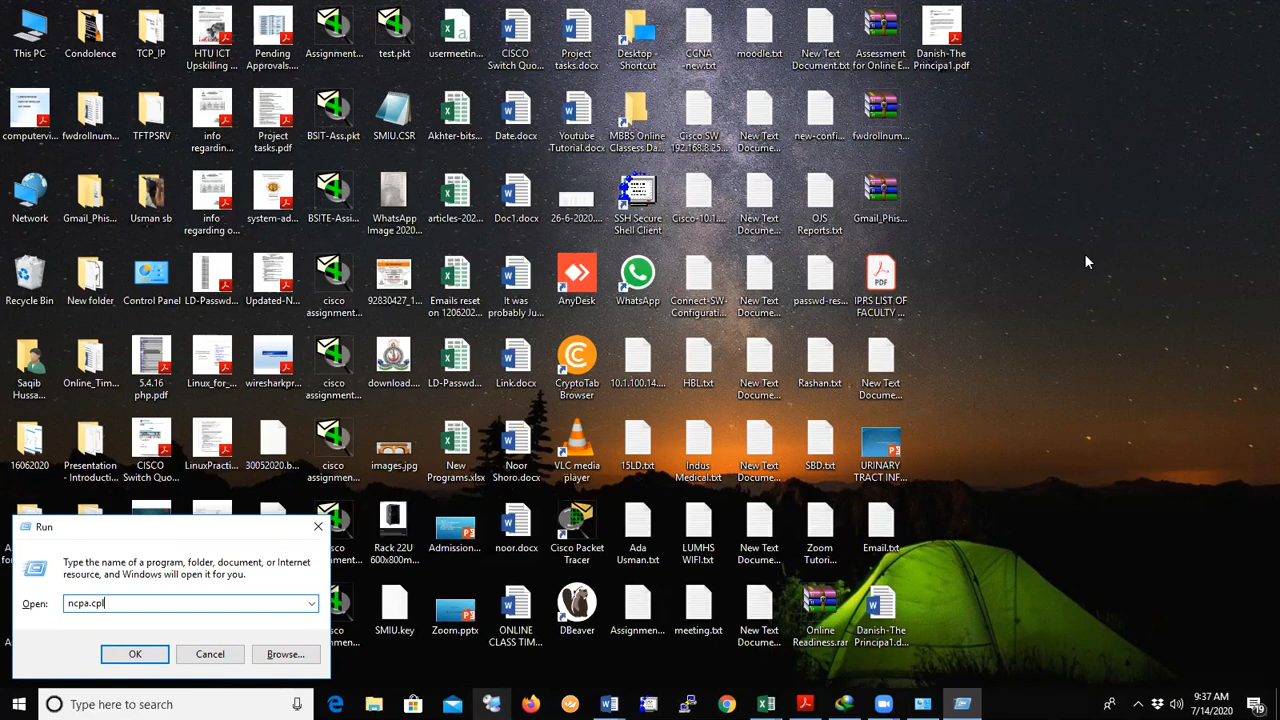 This PC
Condolence
TCP_IP
HTU ICT
Upskilling ...
Pending
Approvals....
Assignment...
test.pkt
usermeetin...
CISCO
Switch Quo...
Project
tasks.docx
Desktop -
Shortcut
CCNA
-new.txt
moodle.txt
New Text
Document.txt
Assessment
for Online E...
Danish-The
Principa1.pdf
computervi...
fwdrollnum...
TFTPSRV
info
regardin...
Project
tasks.pdf
BSIT-Ass.pkt
SMIU.CSR
Akhter-bits...
Date.docx
Youtube
Tutorial.docx
MBBS Online
Classess Da...
Cisco SW
192.168.8.25...
New Text
Docume...
new-confi...
fwdrollnum...
Network
Gmail_Phis...
Usman sb
info
regarding o...
system-ad...
BSITE-Assi...
WhatsApp
Image 2020...
articles-202...
Doc1.docx
26-6-2020....
SSH Secure
Shell Client
Cisco-10.1....
New Text
Docume...
OJS
Reports.txt
Gmail_Phis...
Recycle Bin
New folder
Control Panel
LD-Passwd...
Updated-N...
cisco
assignment...
92830427_1...
Emails reset
on 1206202...
It was
probably Ju...
AnyDesk
WhatsApp
Connect-SW-
Configurati...
New Text
Docume...
passwd-res...
PDF
IPRS LIST OF
FACULTY ...
Saqib
Hussa...
Online_Tim...
5.4.16
php.pdf
Linux_for_...
wiresharkpr...
cisco
assignment...
download....
LD-Passwd...
Link.docx
CryptoTab
Browser
10.1.100.14....
HBL.txt
New Text
Docume...
Rashan.txt
New Text
Docume...
16062020
Presentation
- Introducti...
CISCO
Switch Quo...
LinuxPracti...
30052020.b...
cisco
assignmen...
images.jpg
New
Programs.xlsx
Noor
Shoro.docx
VLC media
player
15LD.txt
Indus
Medical.txt
New Text
Docume...
SBD.txt
URINARY
TRACT INF...
Rack 22U
600x800m...
Admission...
noor.docx
Cisco Packet
Tracer
Ada
Usman.txt
LUMHS
WIFI.txt
New Text
Docume...
Zoom
Tutori...
Email.txt
SMIU.key
Zoom.pptx
ONLINE
CLASS TIM...
DBeaver
Assignmen...
meeting.txt
New Text
Docume...
Online
Readiness.rar
Danish-The
Principa1.d...
Run
Type the name of a program, folder, document, or Internet
resource, and Windows will open it for you.
Open:
OK
Cancel
Browse...
Type here to search
9:37 AM
7/14/2020